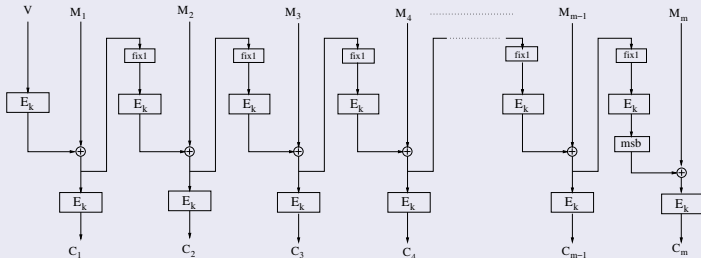 V M₁ M₂ M₃ M₄ Mₘ₋₁ Mₘ
fix1 fix1 fix1 fix1 fix1
Eₖ Eₖ Eₖ Eₖ Eₖ Eₖ
msb
Eₖ Eₖ Eₖ Eₖ Eₖ Eₖ
C₁ C₂ C₃ C₄ Cₘ₋₁ Cₘ